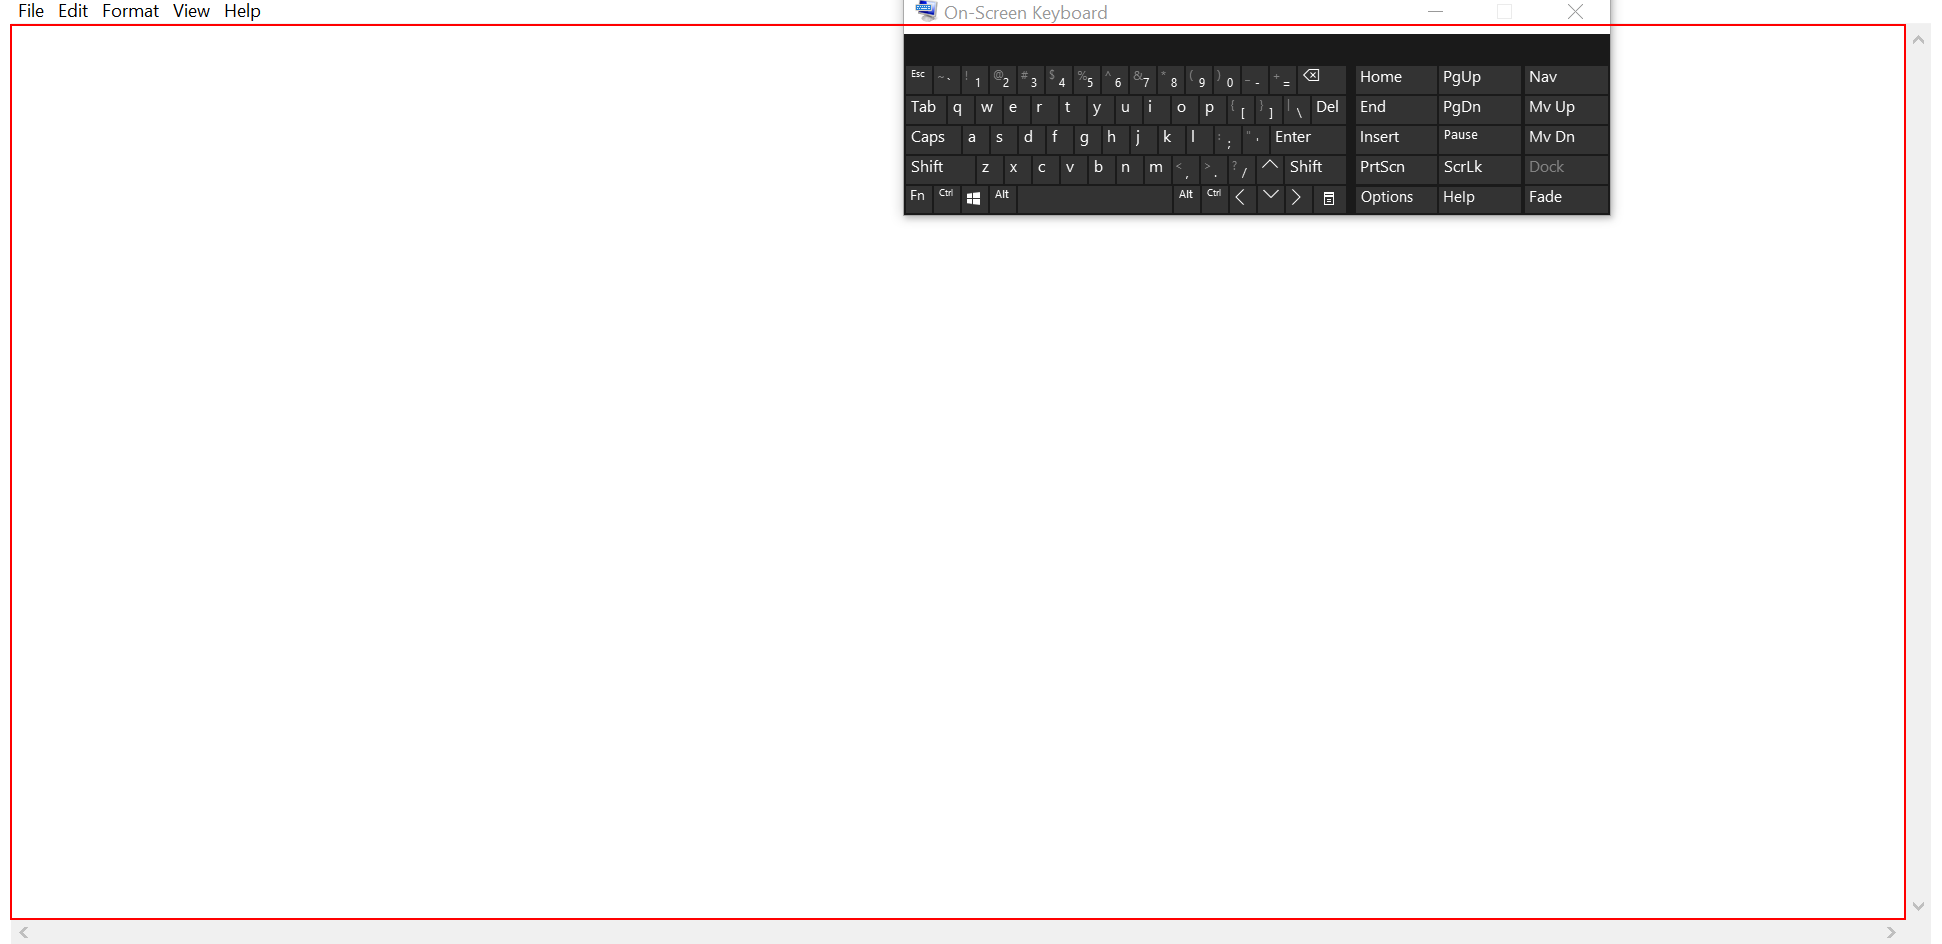 File Edit Format View Help
On-Screen Keyboard
Esc ~ ` ! 1 @ 2 # 3 $ 4 % 5 ^ 6 & 7 * 8 ( 9 ) 0 _ - + = Home PgUp Nav
Tab q w e r t y u i o p { [ } ] | \ Del End PgDn Mv Up
Caps a s d f g h j k l : ; " ' Enter Insert Pause Mv Dn
Shift z x c v b n m < , > . ? / Shift PrtScn ScrLk Dock
Fn Ctrl Alt Alt Ctrl Options Help Fade